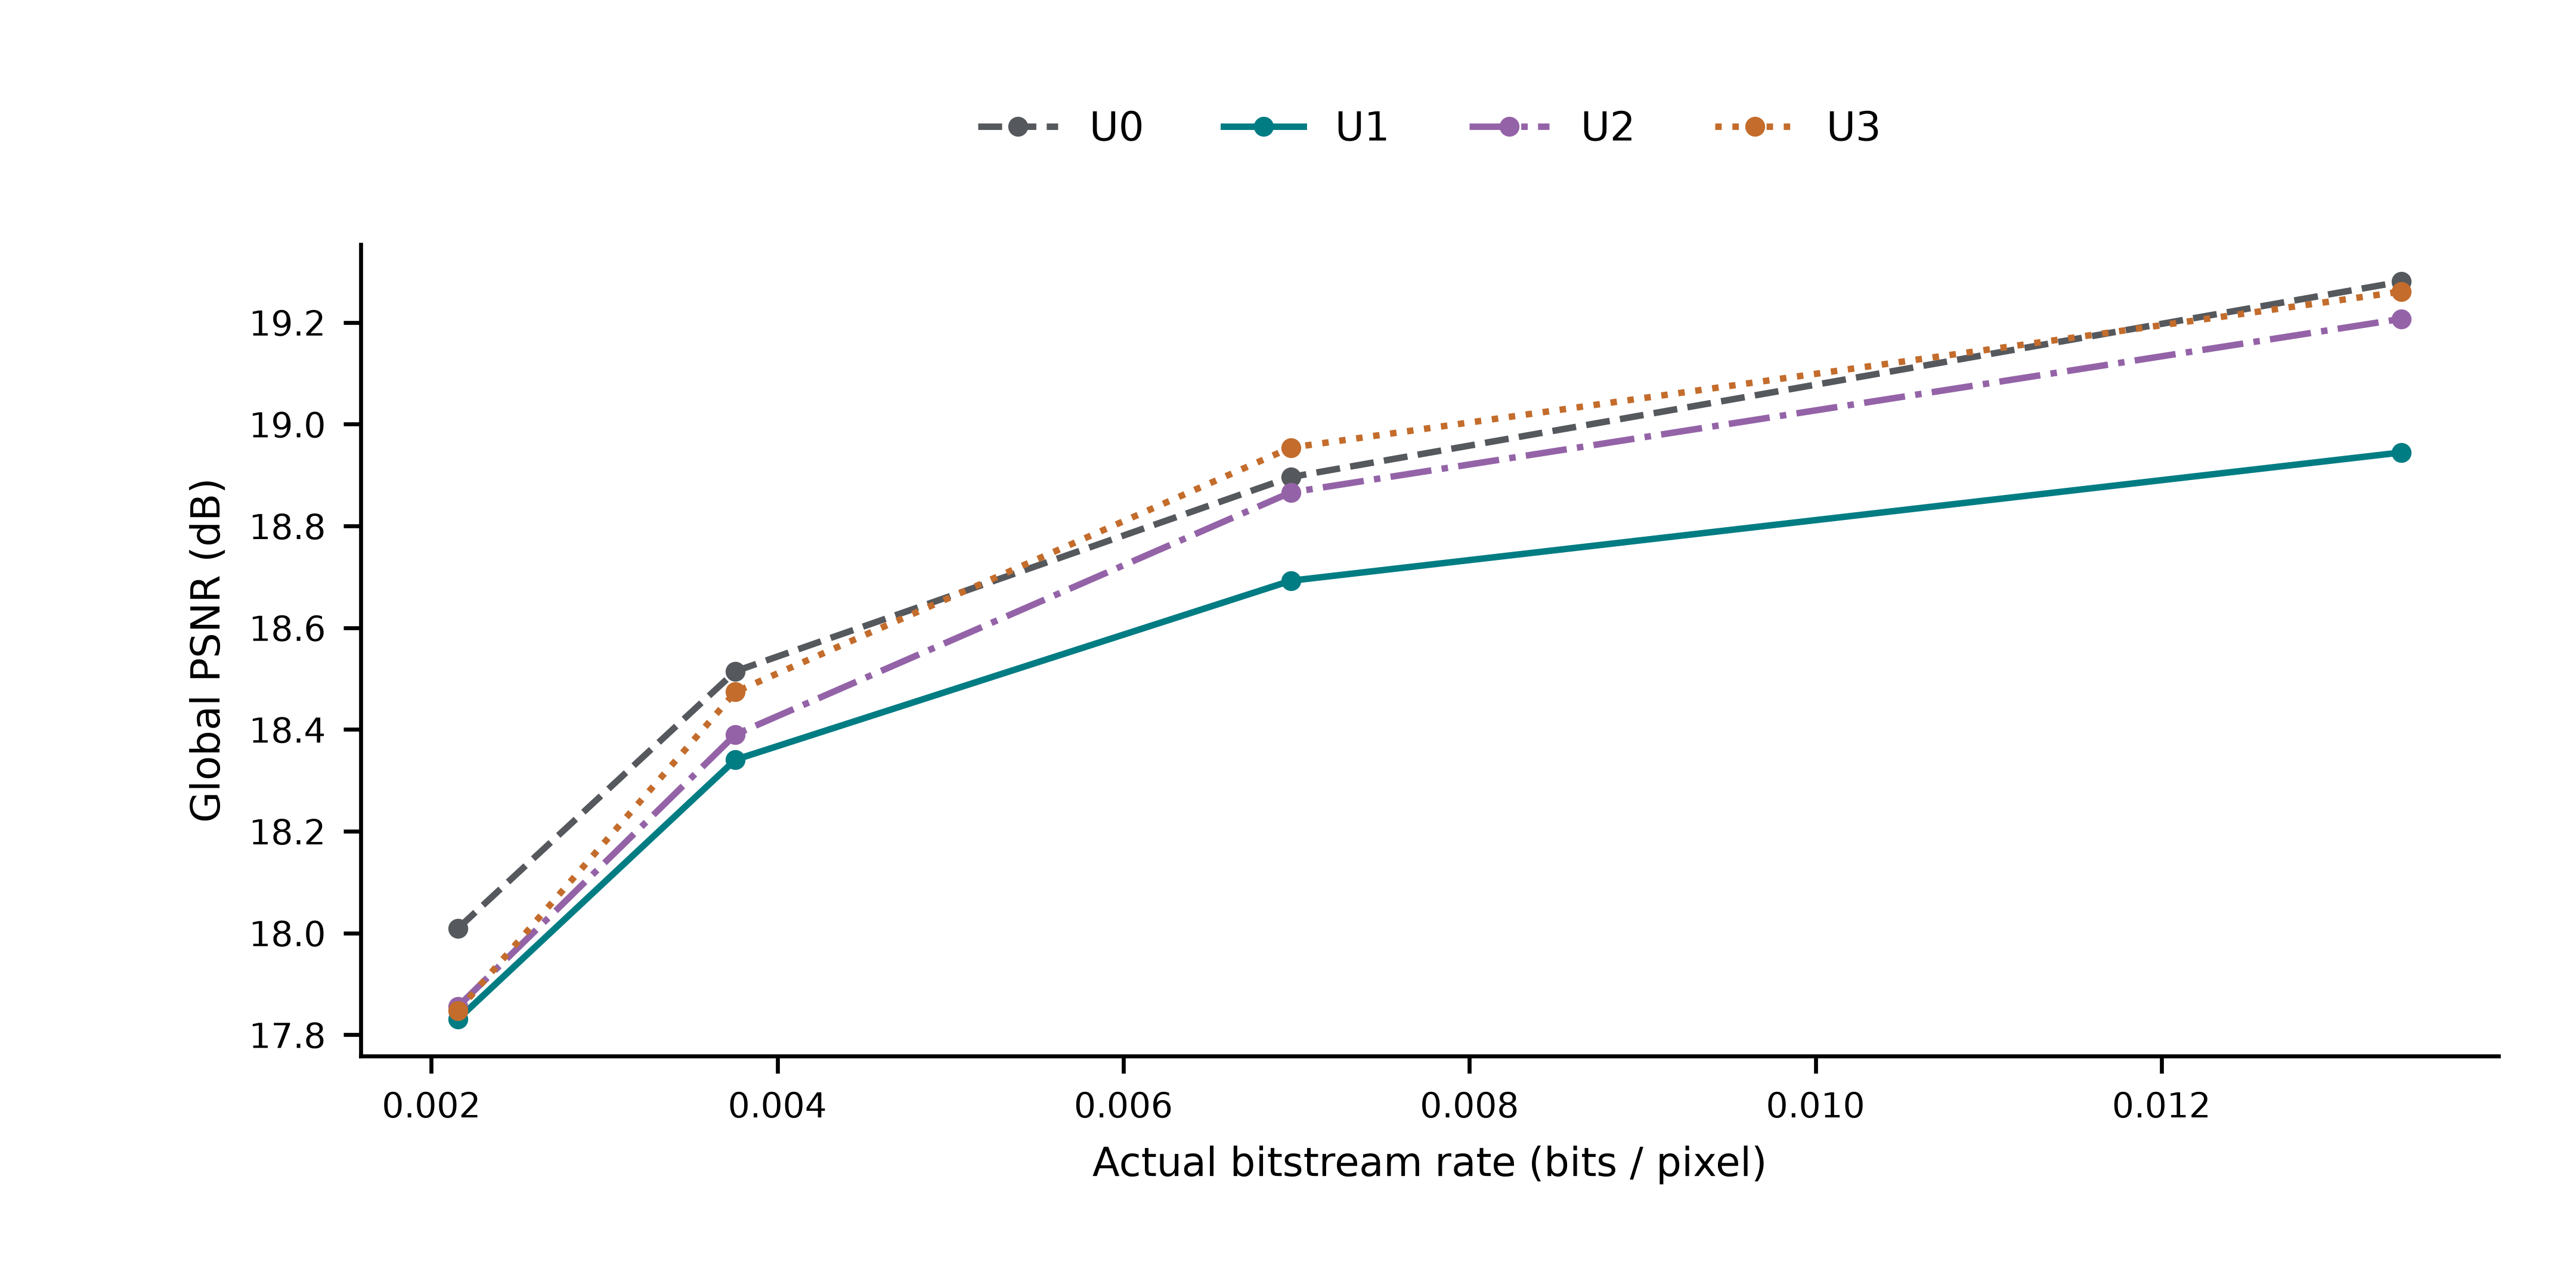 U0 U1 U2 U3
Global PSNR (dB)
19.2
19.0
18.8
18.6
18.4
18.2
18.0
17.8
0.002 0.004 0.006 0.008 0.010 0.012
Actual bitstream rate (bits / pixel)